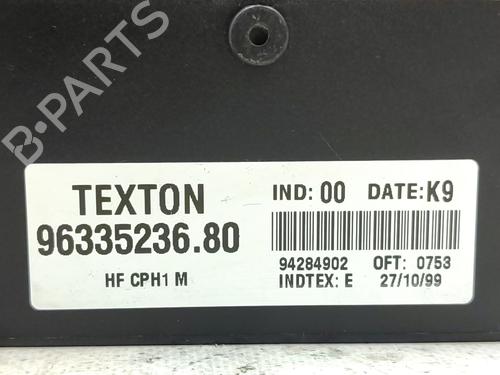 B-PARTS
TEXTON
96335236.80
HF CPH1 M
IND: 00 DATE: K9
94284902 OFT: 0753
INDTEX: E 27/10/99